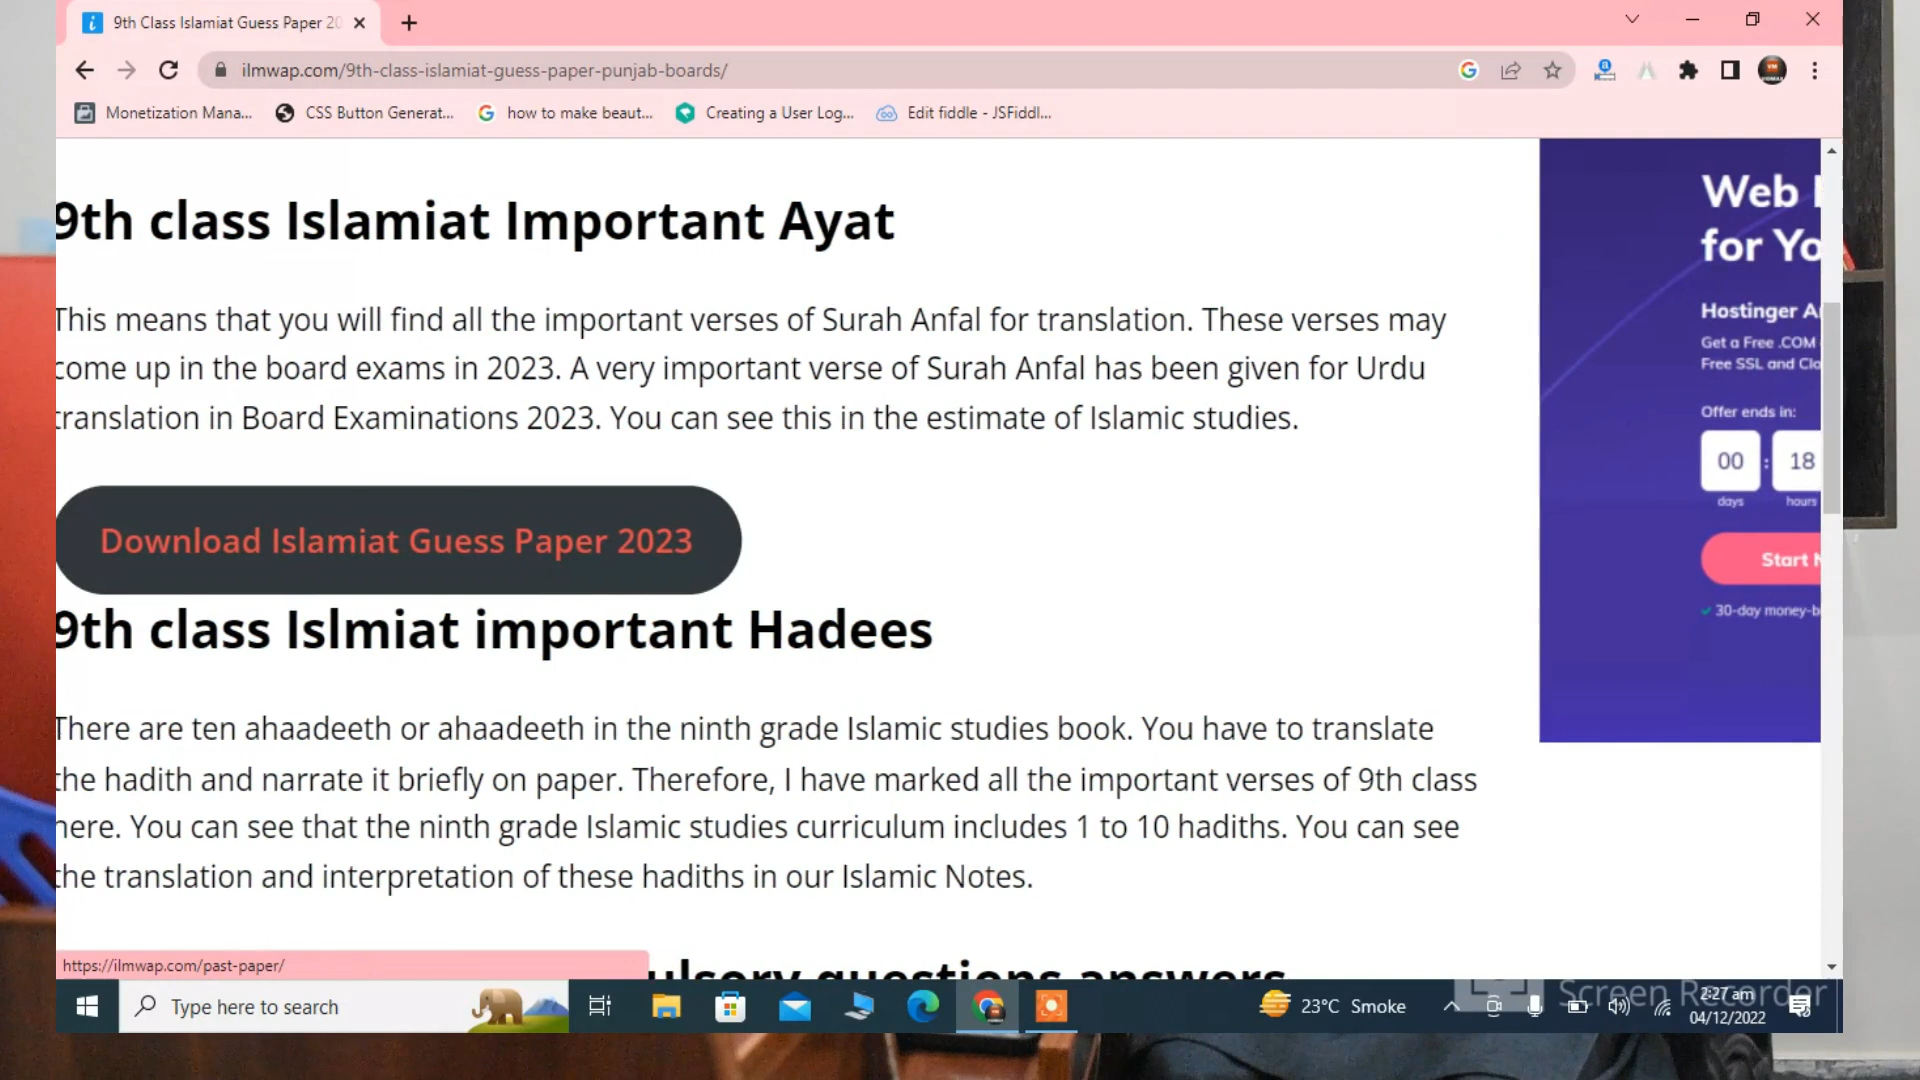 9th Class Islamiat Guess Paper 20
ilmwap.com/9th-class-islamiat-guess-paper-punjab-boards/
Monetization Mana... CSS Button Generat... how to make beaut... Creating a User Log... Edit fiddle - JSFiddl...
9th class Islamiat Important Ayat
This means that you will find all the important verses of Surah Anfal for translation. These verses may
come up in the board exams in 2023. A very important verse of Surah Anfal has been given for Urdu
translation in Board Examinations 2023. You can see this in the estimate of Islamic studies.
Download Islamiat Guess Paper 2023
9th class Islmiat important Hadees
There are ten ahaadeeth or ahaadeeth in the ninth grade Islamic studies book. You have to translate
the hadith and narrate it briefly on paper. Therefore, I have marked all the important verses of 9th class
here. You can see that the ninth grade Islamic studies curriculum includes 1 to 10 hadiths. You can see
the translation and interpretation of these hadiths in our Islamic Notes.
ulsory questions answers
Web
for Yo
Hostinger
Get a Free .COM
Free SSL and Clo
Offer ends in:
00 : 18
days hours
Start
30-day money-b
https://ilmwap.com/past-paper/
Type here to search
23°C Smoke
2:27 am
04/12/2022
Screen Recorder